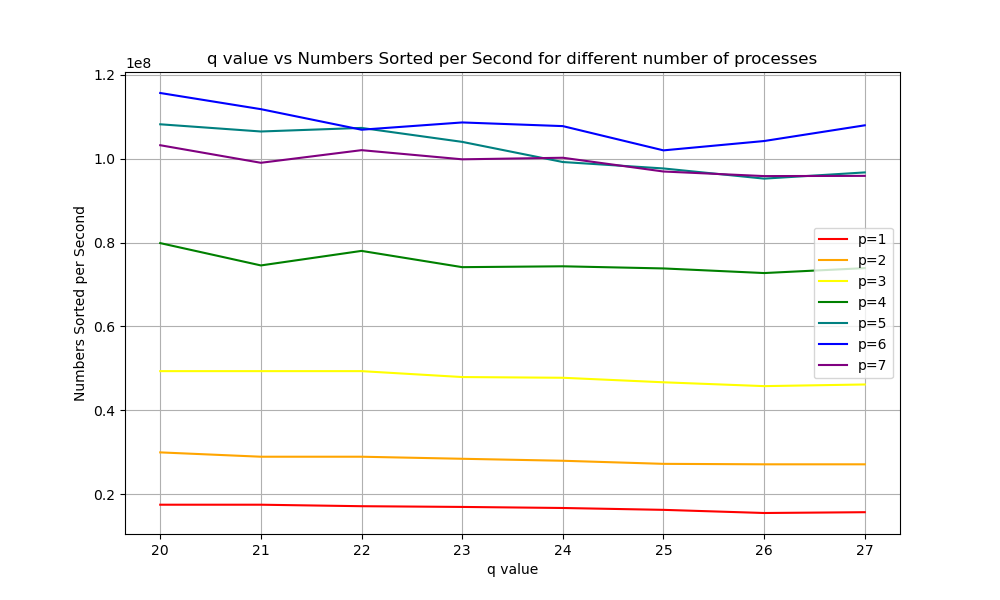 q value vs Numbers Sorted per Second for different number of processes
1e8
1.2
1.0
0.8
0.6
0.4
0.2
Numbers Sorted per Second
p=1
p=2
p=3
p=4
p=5
p=6
p=7
20 21 22 23 24 25 26 27
q value